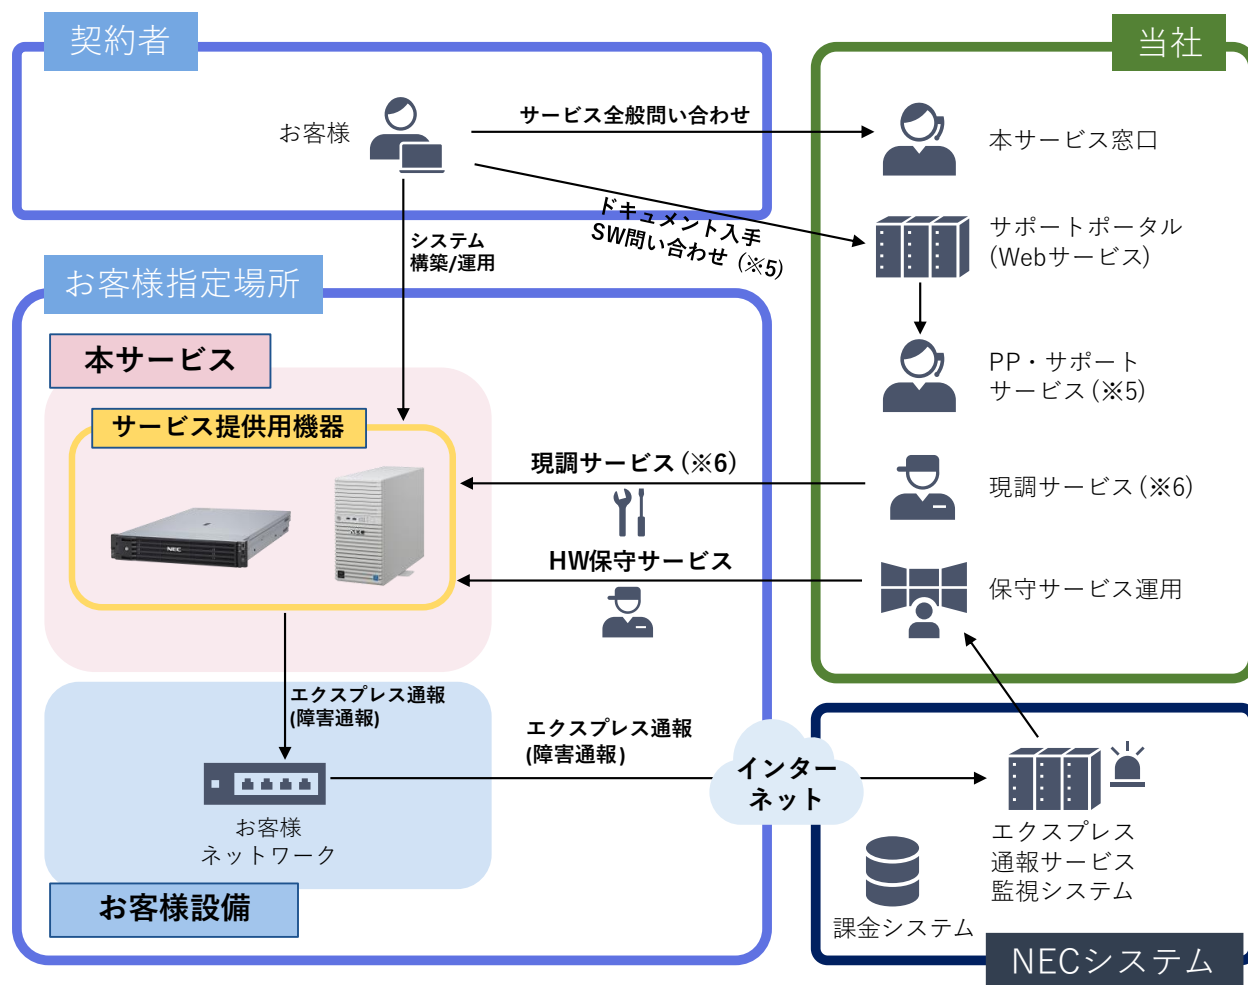 契約者
当社
お客様
サービス全般問い合わせ
本サービス窓口
ドキュメント入手
SW問い合わせ (※5)
サポートポータル
(Webサービス)
システム
構築/運用
お客様指定場所
本サービス
PP・サポート
サービス(※5)
サービス提供用機器
現調サービス(※6)
現調サービス(※6)
NEC
HW保守サービス
保守サービス運用
エクスプレス通報
(障害通報)
エクスプレス通報
(障害通報)
インター
ネット
お客様
ネットワーク
エクスプレス
通報サービス
監視システム
お客様設備
課金システム
NECシステム